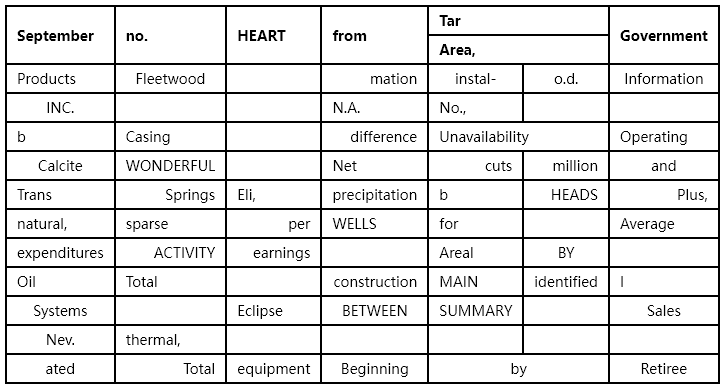 September no. HEART from Tar Government
Area,
Products Fleetwood mation instal- o.d. Information
INC. N.A. No.,
b Casing difference Unavailability Operating
Calcite WONDERFUL Net cuts million and
Trans Springs Eli, precipitation b HEADS Plus,
natural, sparse per WELLS for Average
expenditures ACTIVITY earnings Areal BY
Oil Total construction MAIN identified I
Systems Eclipse BETWEEN SUMMARY Sales
Nev. thermal,
ated Total equipment Beginning by Retiree